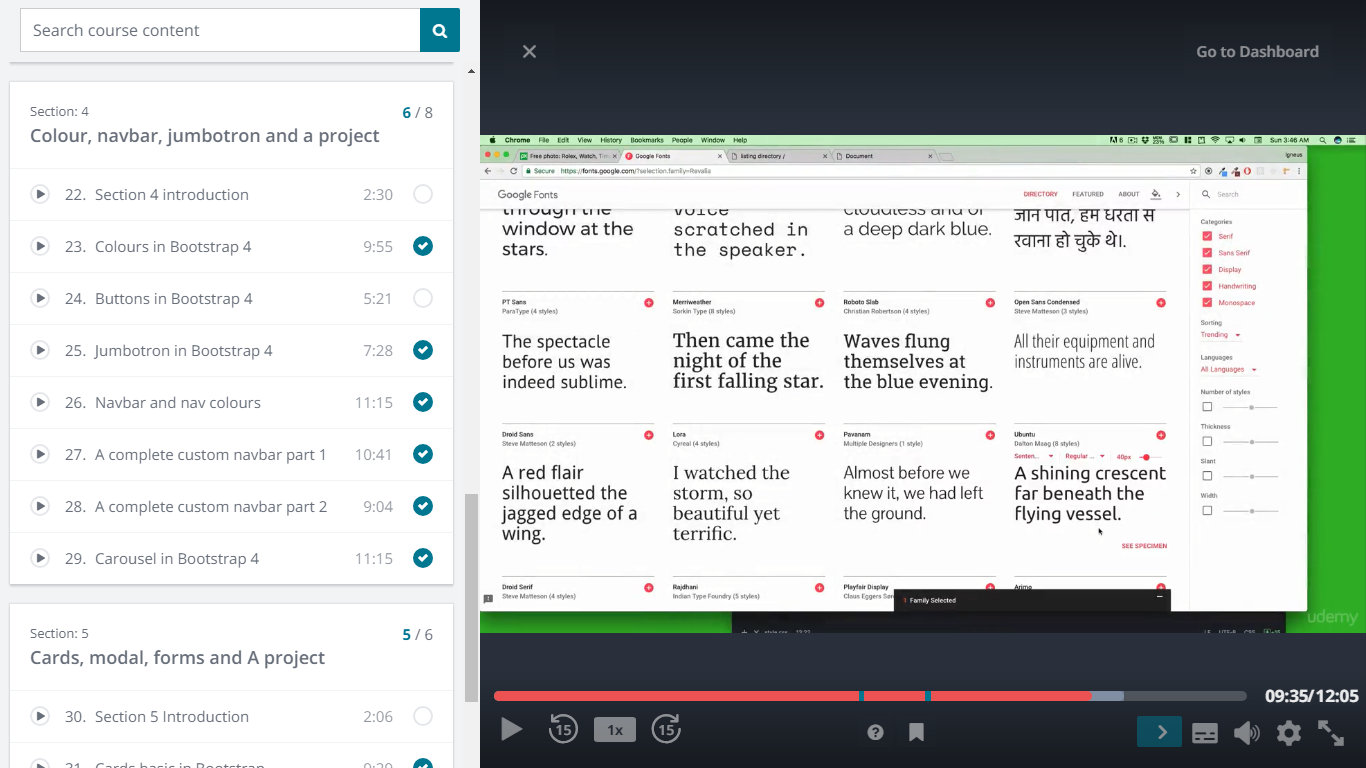 Search course content
Go to Dashboard
Section: 4
6 / 8
Colour, navbar, jumbotron and a project
22. Section 4 introduction 2:30
23. Colours in Bootstrap 4 9:55
24. Buttons in Bootstrap 4 5:21
25. Jumbotron in Bootstrap 4 7:28
26. Navbar and nav colours 11:15
27. A complete custom navbar part 1 10:41
28. A complete custom navbar part 2 9:04
29. Carousel in Bootstrap 4 11:15
Section: 5
5 / 6
Cards, modal, forms and A project
30. Section 5 Introduction 2:06
31. Cards basic in Bootstrap 9:29
Chrome File Edit View History Bookmarks People Window Help
Sun 3:46 AM
Free photo: Rolex, Watch,
Google Fonts
listing directory /
Document
Igneus
Secure https://fonts.google.com/?selection.family=Revalia
Google Fonts
DIRECTORY FEATURED ABOUT
Search
through the
window at the
stars.
voice
scratched in
the speaker.
cloudless and of
a deep dark blue.
जान पात, हम धरती से
रवाना हो चुके थे।.
PT Sans
ParaType (4 styles)
The spectacle
before us was
indeed sublime.
Merriweather
Sorkin Type (8 styles)
Then came the
night of the
first falling star.
Roboto Slab
Christian Robertson (4 styles)
Waves flung
themselves at
the blue evening.
Open Sans Condensed
Steve Matteson (3 styles)
All their equipment and
instruments are alive.
Droid Sans
Steve Matteson (2 styles)
A red flair
silhouetted the
jagged edge of a
wing.
Lora
Cyreal (4 styles)
I watched the
storm, so
beautiful yet
terrific.
Pavanam
Multiple Designers (1 style)
Almost before we
knew it, we had left
the ground.
Ubuntu
Dalton Maag (8 styles)
Senten... Regular ... 40px
A shining crescent
far beneath the
flying vessel.
SEE SPECIMEN
Droid Serif
Steve Matteson (4 styles)
Rajdhani
Indian Type Foundry (5 styles)
Playfair Display
Claus Eggers
Arimo
1 Family Selected
Categories
Serif
Sans Serif
Display
Handwriting
Monospace
Sorting
Trending
Languages
All Languages
Number of styles
Thickness
Slant
Width
udemy
09:35/12:05
15
1x
15